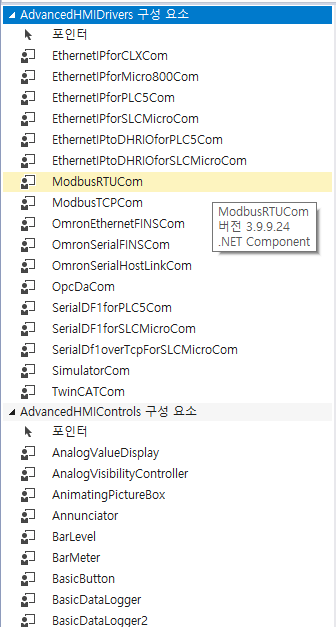 AdvancedHMIDrivers 구성 요소
포인터
EthernetIPforCLXCom
EthernetIPforMicro800Com
EthernetIPforPLC5Com
EthernetIPforSLCMicroCom
EthernetIPtoDHRIOforPLC5Com
EthernetIPtoDHRIOforSLCMicroCom
ModbusRTUCom
ModbusTCPCom
OmronEthernetFINSCom
OmronSerialFINSCom
OmronSerialHostLinkCom
OpcDaCom
SerialDF1forPLC5Com
SerialDF1forSLCMicroCom
SerialDf1overTcpForSLCMicroCom
SimulatorCom
TwinCATCom
ModbusRTUCom
버전 3.9.9.24
.NET Component
AdvancedHMIControls 구성 요소
포인터
AnalogValueDisplay
AnalogVisibilityController
AnimatingPictureBox
Annunciator
BarLevel
BarMeter
BasicButton
BasicDataLogger
BasicDataLogger2